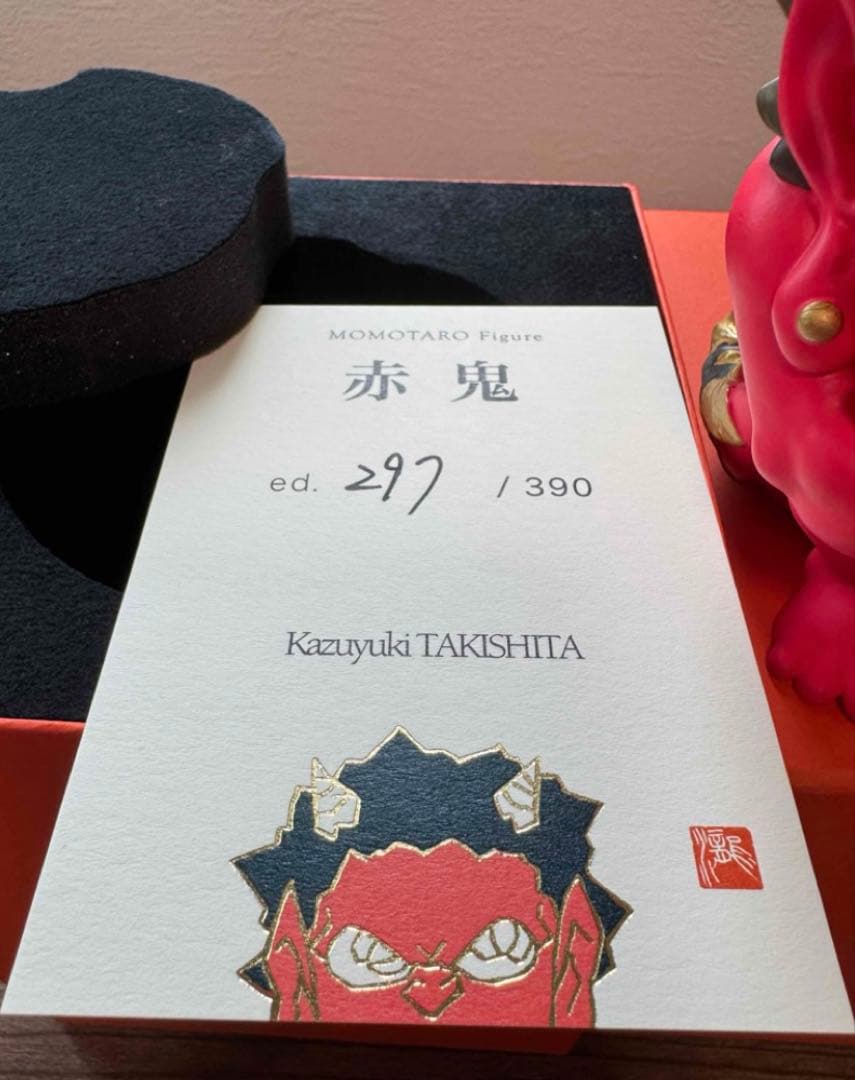 MOMOTARO Figure
赤鬼
ed. 297 / 390
Kazuyuki TAKISHITA